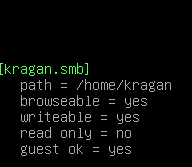 [kragan.smb]
path = /home/kragan
browseable = yes
writeable = yes
read only = no
guest ok = yes